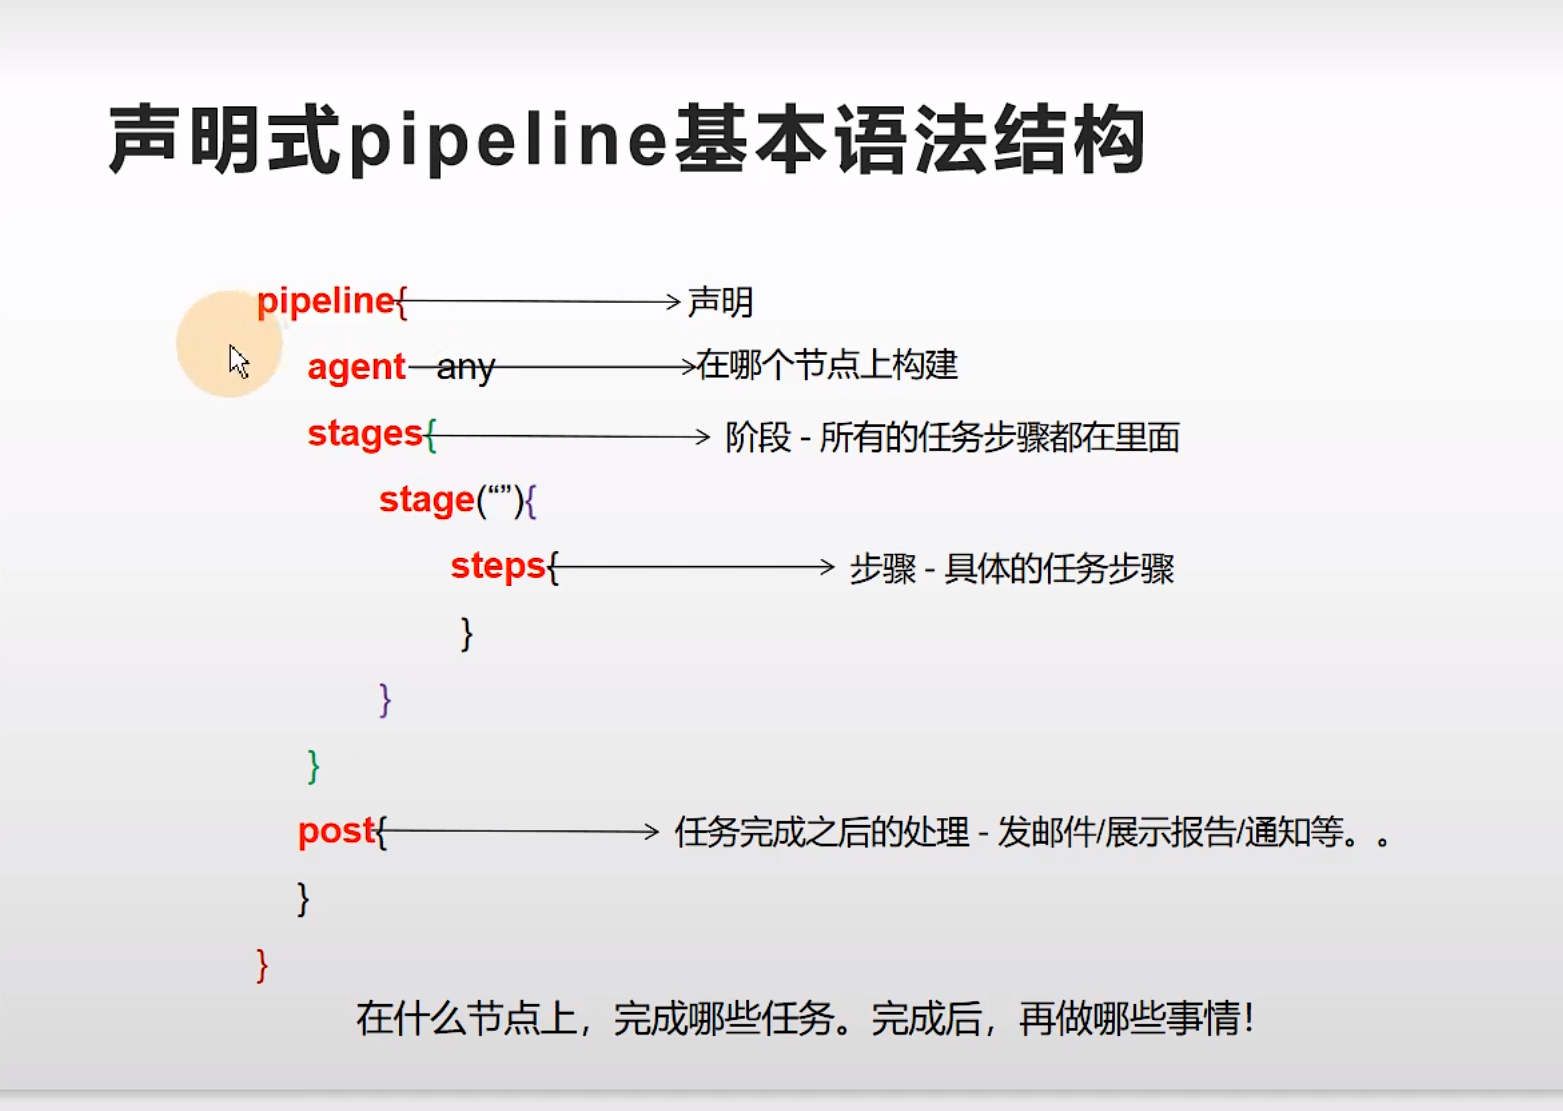 声明式pipeline基本语法结构
pipeline{ 声明
agent any 在哪个节点上构建
stages{ 阶段 - 所有的任务步骤都在里面
stage(“”){
steps{ 步骤 - 具体的任务步骤
}
}
}
post{ 任务完成之后的处理 - 发邮件/展示报告/通知等。。
}
}
在什么节点上，完成哪些任务。完成后，再做哪些事情！